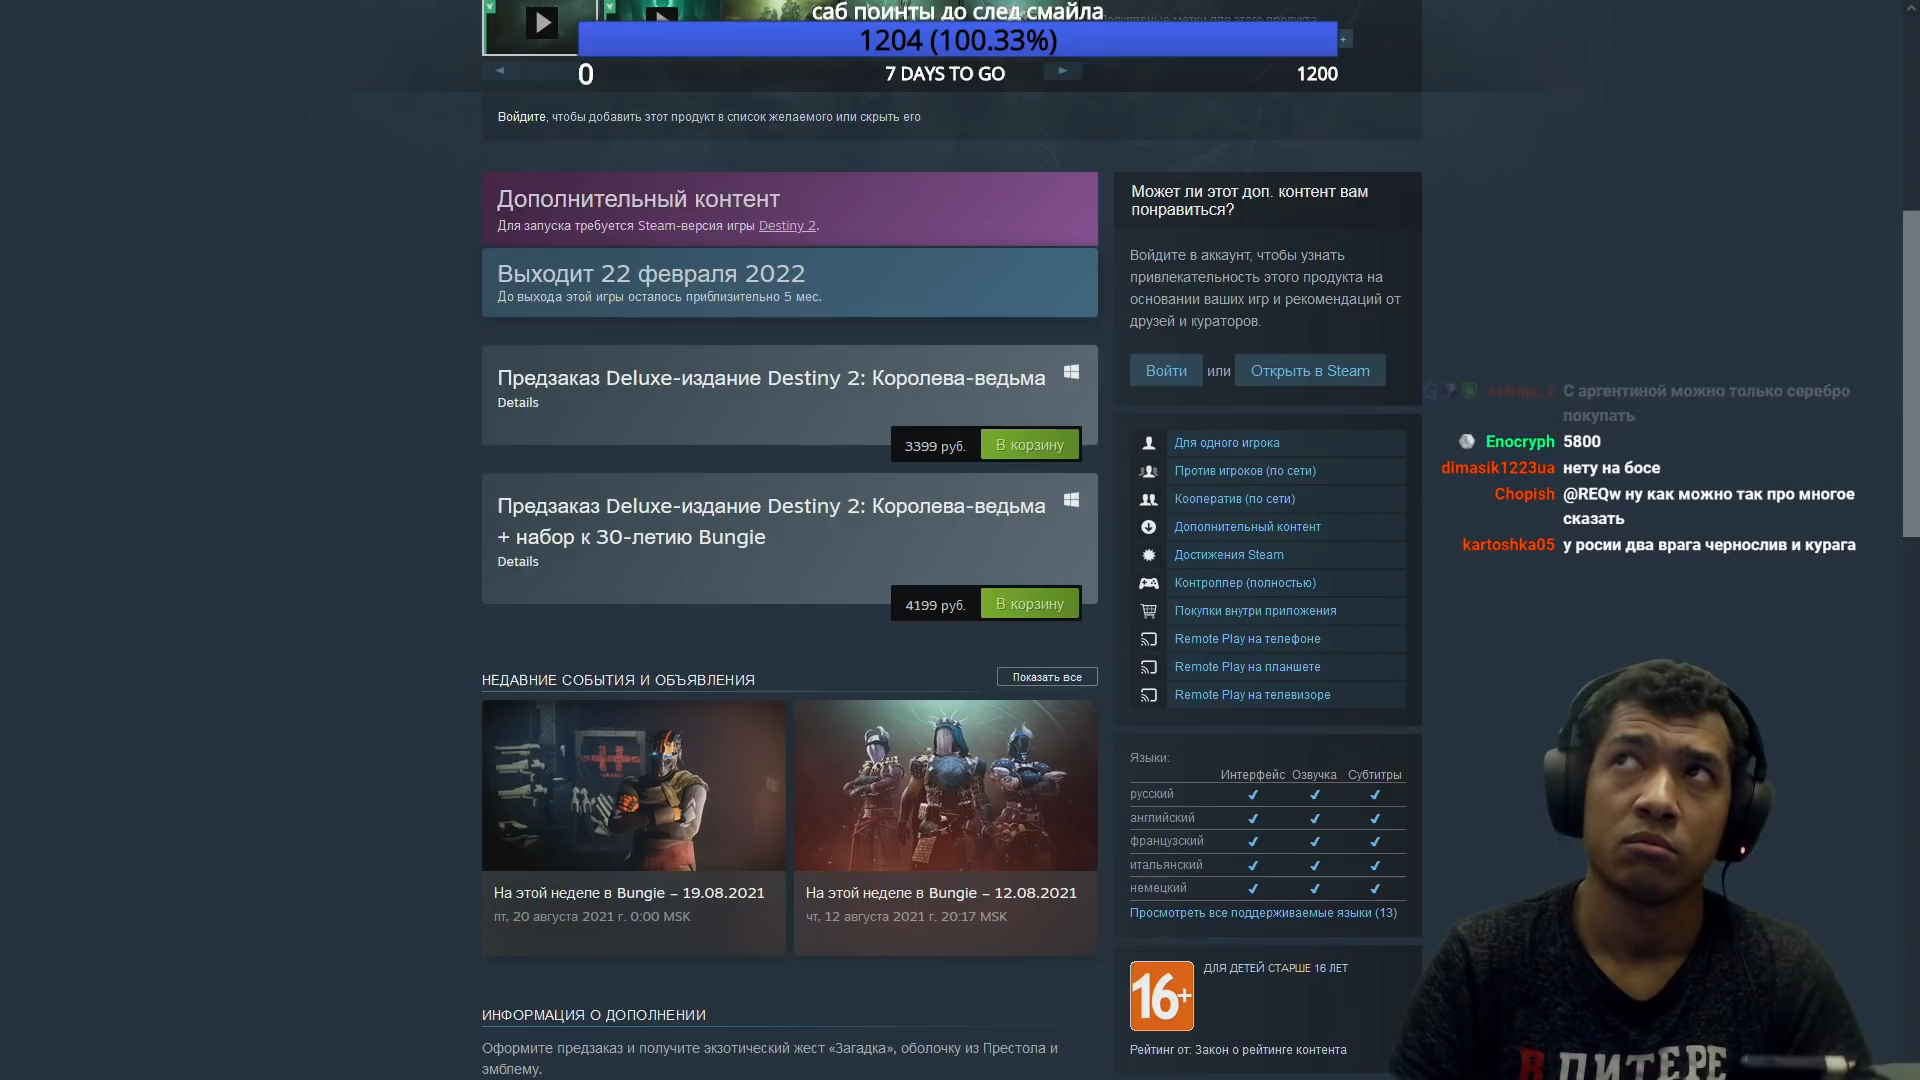 саб поинты до след смайла
1204 (100.33%)
0
7 DAYS TO GO
1200
Войдите, чтобы добавить этот продукт в список желаемого или скрыть его
Дополнительный контент
Для запуска требуется Steam-версия игры Destiny 2.
Выходит 22 февраля 2022
До выхода этой игры осталось приблизительно 5 мес.
Предзаказ Deluxe-издание Destiny 2: Королева-ведьма
Details
3399 руб.
В корзину
Предзаказ Deluxe-издание Destiny 2: Королева-ведьма
+ набор к 30-летию Bungie
Details
4199 руб.
В корзину
НЕДАВНИЕ СОБЫТИЯ И ОБЪЯВЛЕНИЯ
Показать все
На этой неделе в Bungie – 19.08.2021
пт, 20 августа 2021 г. 0:00 MSK
На этой неделе в Bungie – 12.08.2021
чт, 12 августа 2021 г. 20:17 MSK
ИНФОРМАЦИЯ О ДОПОЛНЕНИИ
Оформите предзаказ и получите экзотический жест «Загадка», оболочку из Престола и
эмблему.
Может ли этот доп. контент вам
понравиться?
Войдите в аккаунт, чтобы узнать
привлекательность этого продукта на
основании ваших игр и рекомендаций от
друзей и кураторов.
Войти или Открыть в Steam
Для одного игрока
Против игроков (по сети)
Кооператив (по сети)
Дополнительный контент
Достижения Steam
Контроллер (полностью)
Покупки внутри приложения
Remote Play на телефоне
Remote Play на планшете
Remote Play на телевизоре
Языки:
Интерфейс Озвучка Субтитры
русский
английский
французский
итальянский
немецкий
Просмотреть все поддерживаемые языки (13)
16+
ДЛЯ ДЕТЕЙ СТАРШЕ 16 ЛЕТ
Рейтинг от: Закон о рейтинге контента
С аргентиной можно только серебро
покупать
Enocryph 5800
dimasik1223ua нету на босе
Chopish @REQw ну как можно так про многое
сказать
kartoshka05 у росии два врага чернослив и курага
В ПИТЕРЕ